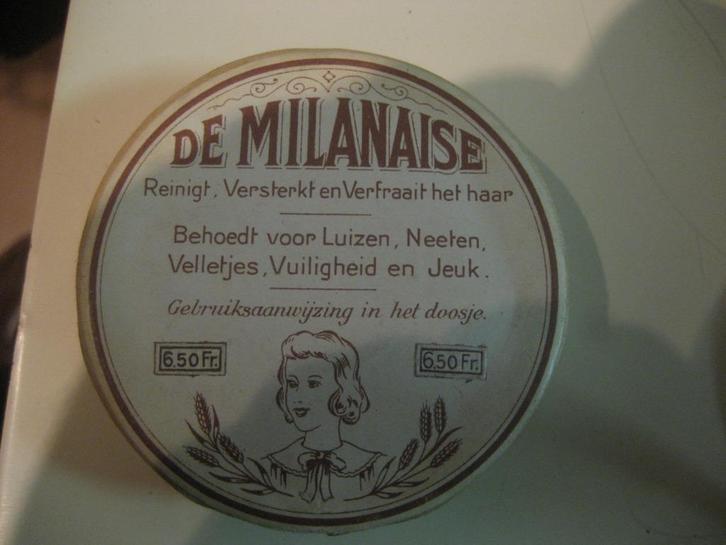 DE MILANAISE
Reinigt, Versterkt en Verfraait het haar
Behoedt voor Luizen, Neeten,
Velletjes, Vuiligheid en Jeuk.
Gebruiksaanwijzing in het doosje.
6.50 Fr. 6.50 Fr.